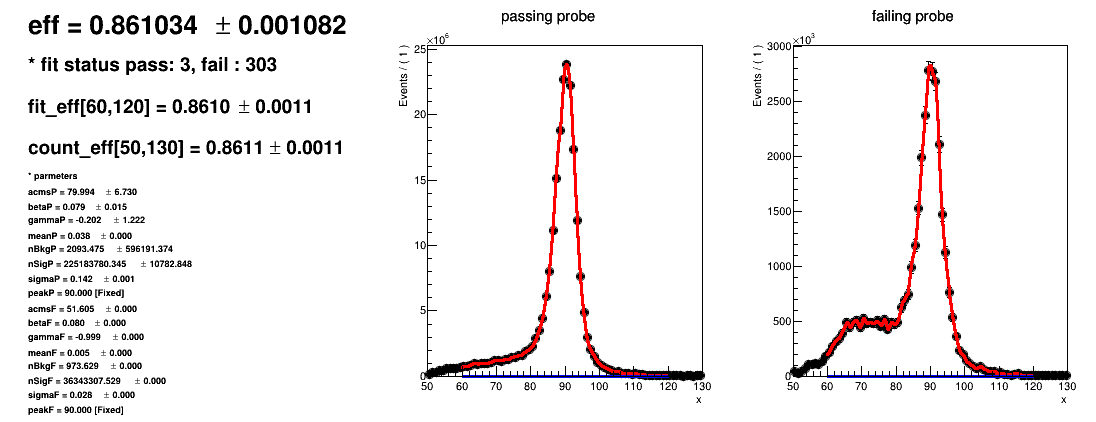 eff = 0.861034 ± 0.001082
* fit status pass: 3, fail : 303
fit_eff[60,120] = 0.8610 ± 0.0011
count_eff[50,130] = 0.8611 ± 0.0011
* parmeters
acmsP = 79.994 ± 6.730
betaP = 0.079 ± 0.015
gammaP = -0.202 ± 1.222
meanP = 0.038 ± 0.000
nBkgP = 2093.475 ± 596191.374
nSigP = 225183780.345 ± 10782.848
sigmaP = 0.142 ± 0.001
peakP = 90.000 [Fixed]
acmsF = 51.605 ± 0.000
betaF = 0.080 ± 0.000
gammaF = -0.999 ± 0.000
meanF = 0.005 ± 0.000
nBkgF = 973.629 ± 0.000
nSigF = 36343307.529 ± 0.000
sigmaF = 0.028 ± 0.000
peakF = 90.000 [Fixed]
passing probe
×10⁶
Events / ( 1 )
25
20
15
10
5
0
50 60 70 80 90 100 110 120 130
x
failing probe
×10³
Events / ( 1 )
3000
2500
2000
1500
1000
500
0
50 60 70 80 90 100 110 120 130
x